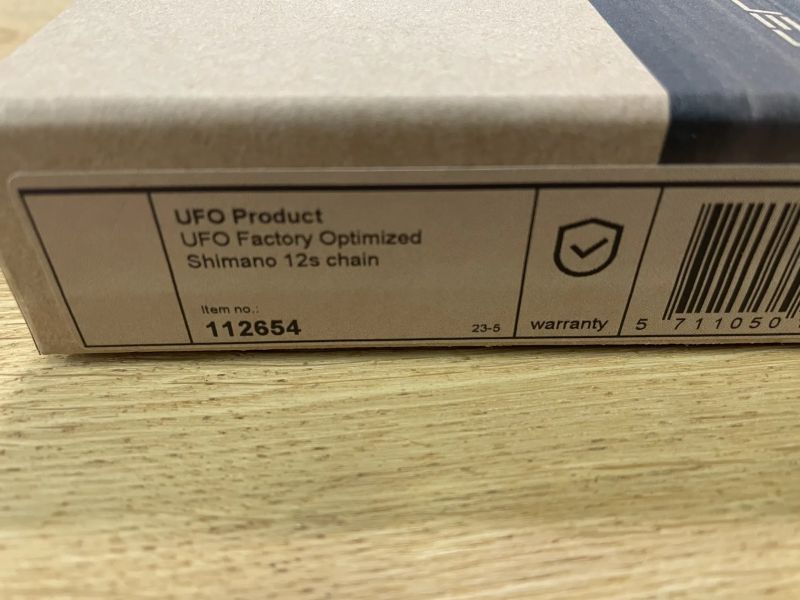 UFO Product
UFO Factory Optimized
Shimano 12s chain
Item no.:
112654
23-5
warranty
5 711050